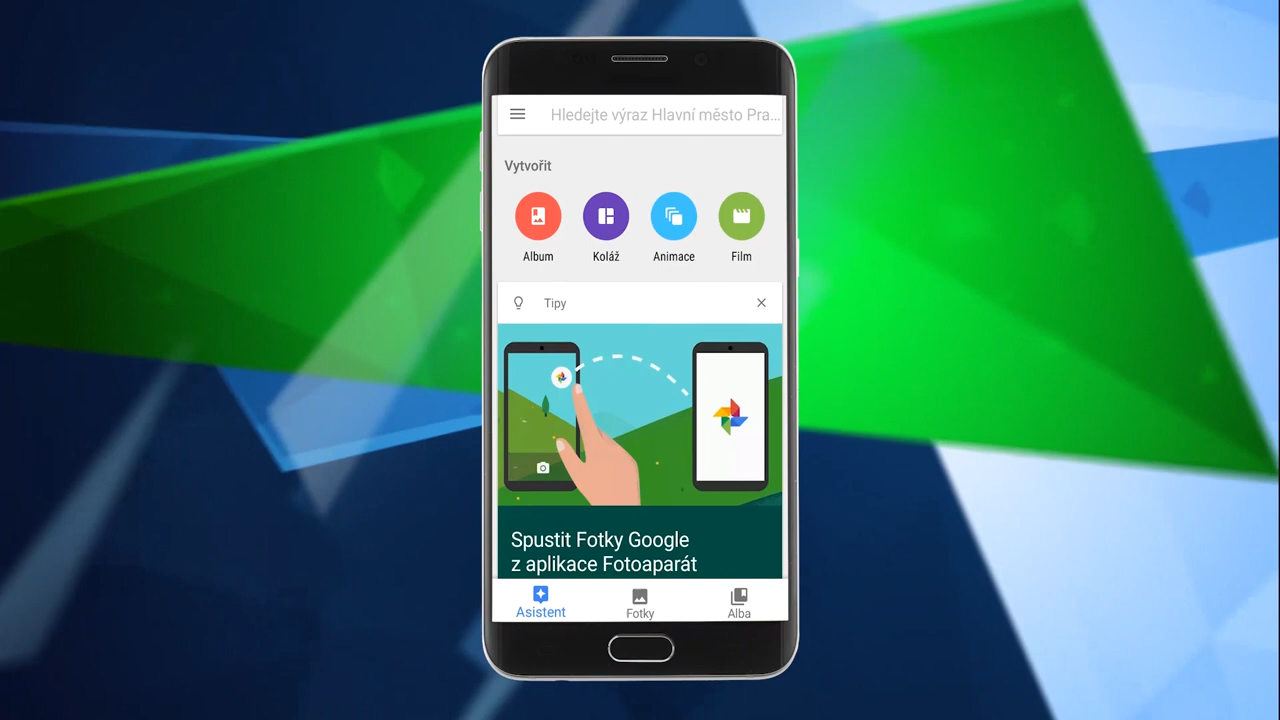 Hledejte výraz Hlavní město Pra...
Vytvořit
Album
Koláž
Animace
Film
Tipy
Spustit Fotky Google
z aplikace Fotoaparát
Asistent
Fotky
Alba